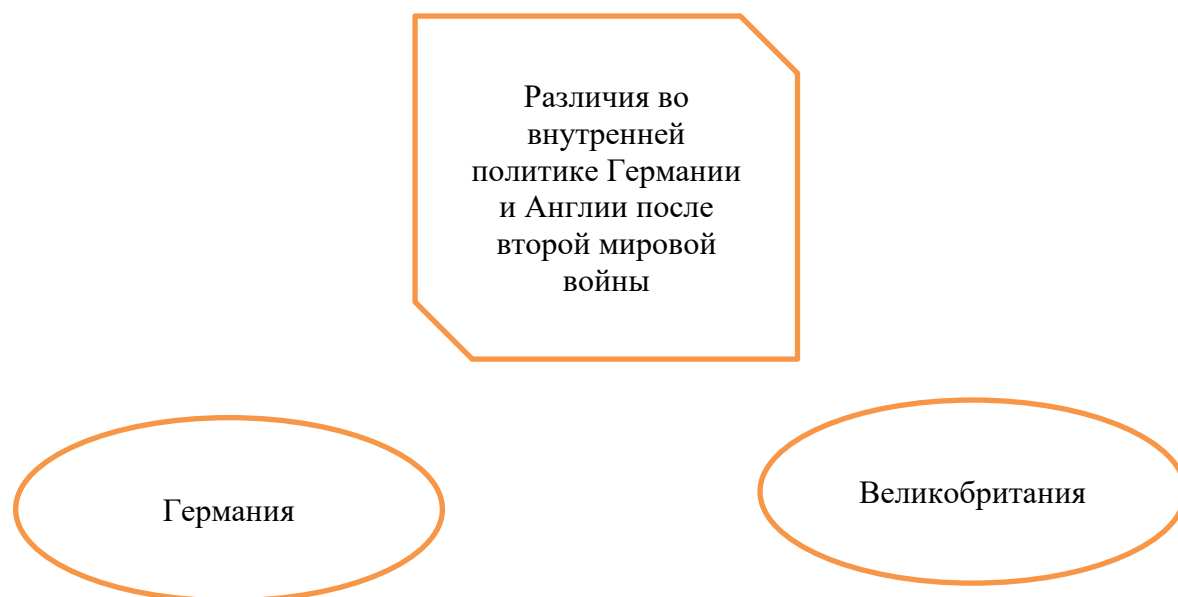 Различия во
внутренней
политике Германии
и Англии после
второй мировой
войны
Германия
Великобритания